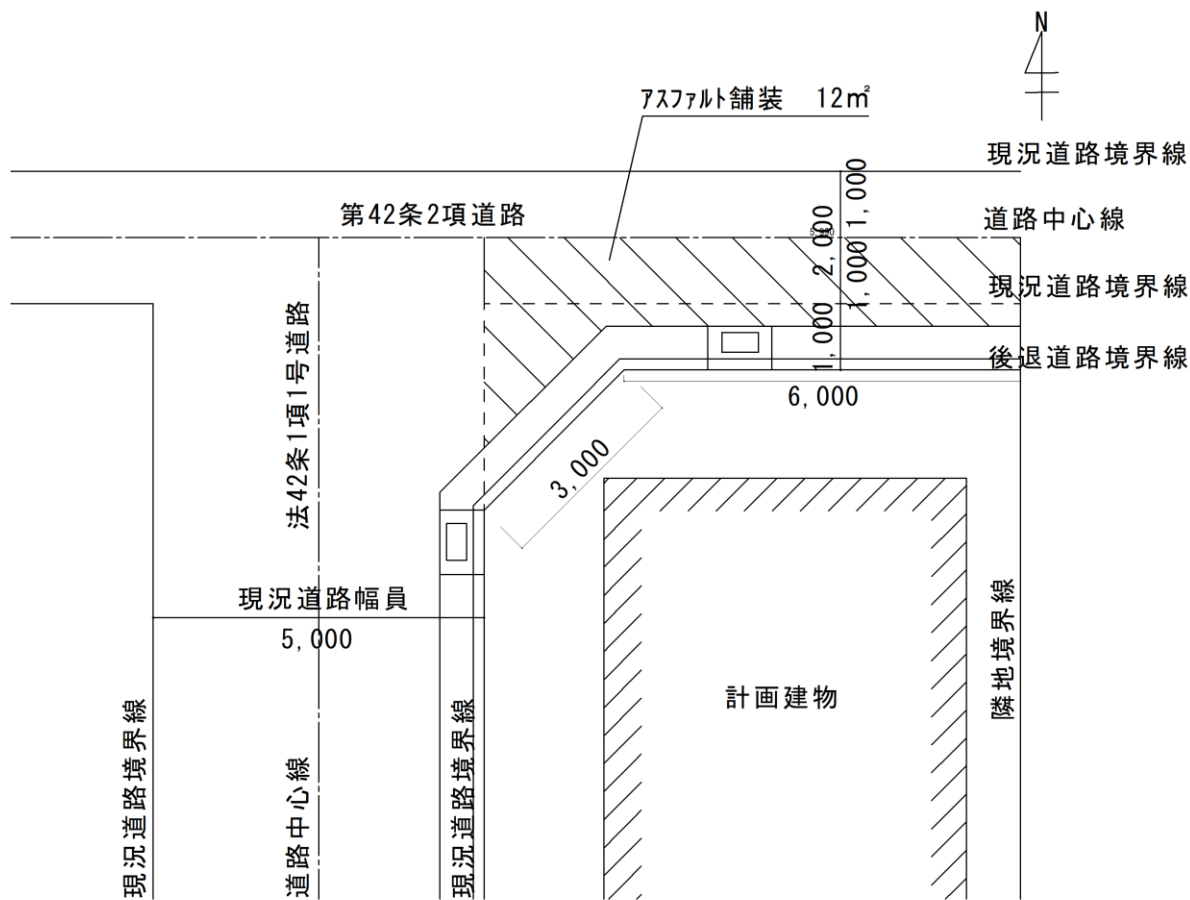 N
アスファルト舗装 12㎡
現況道路境界線
第42条2項道路
道路中心線
1,000
2,000
1,000
現況道路境界線
1,000
後退道路境界線
6,000
法42条1項1号道路
3,000
現況道路幅員
5,000
計画建物
隣地境界線
現況道路境界線
道路中心線
現況道路境界線